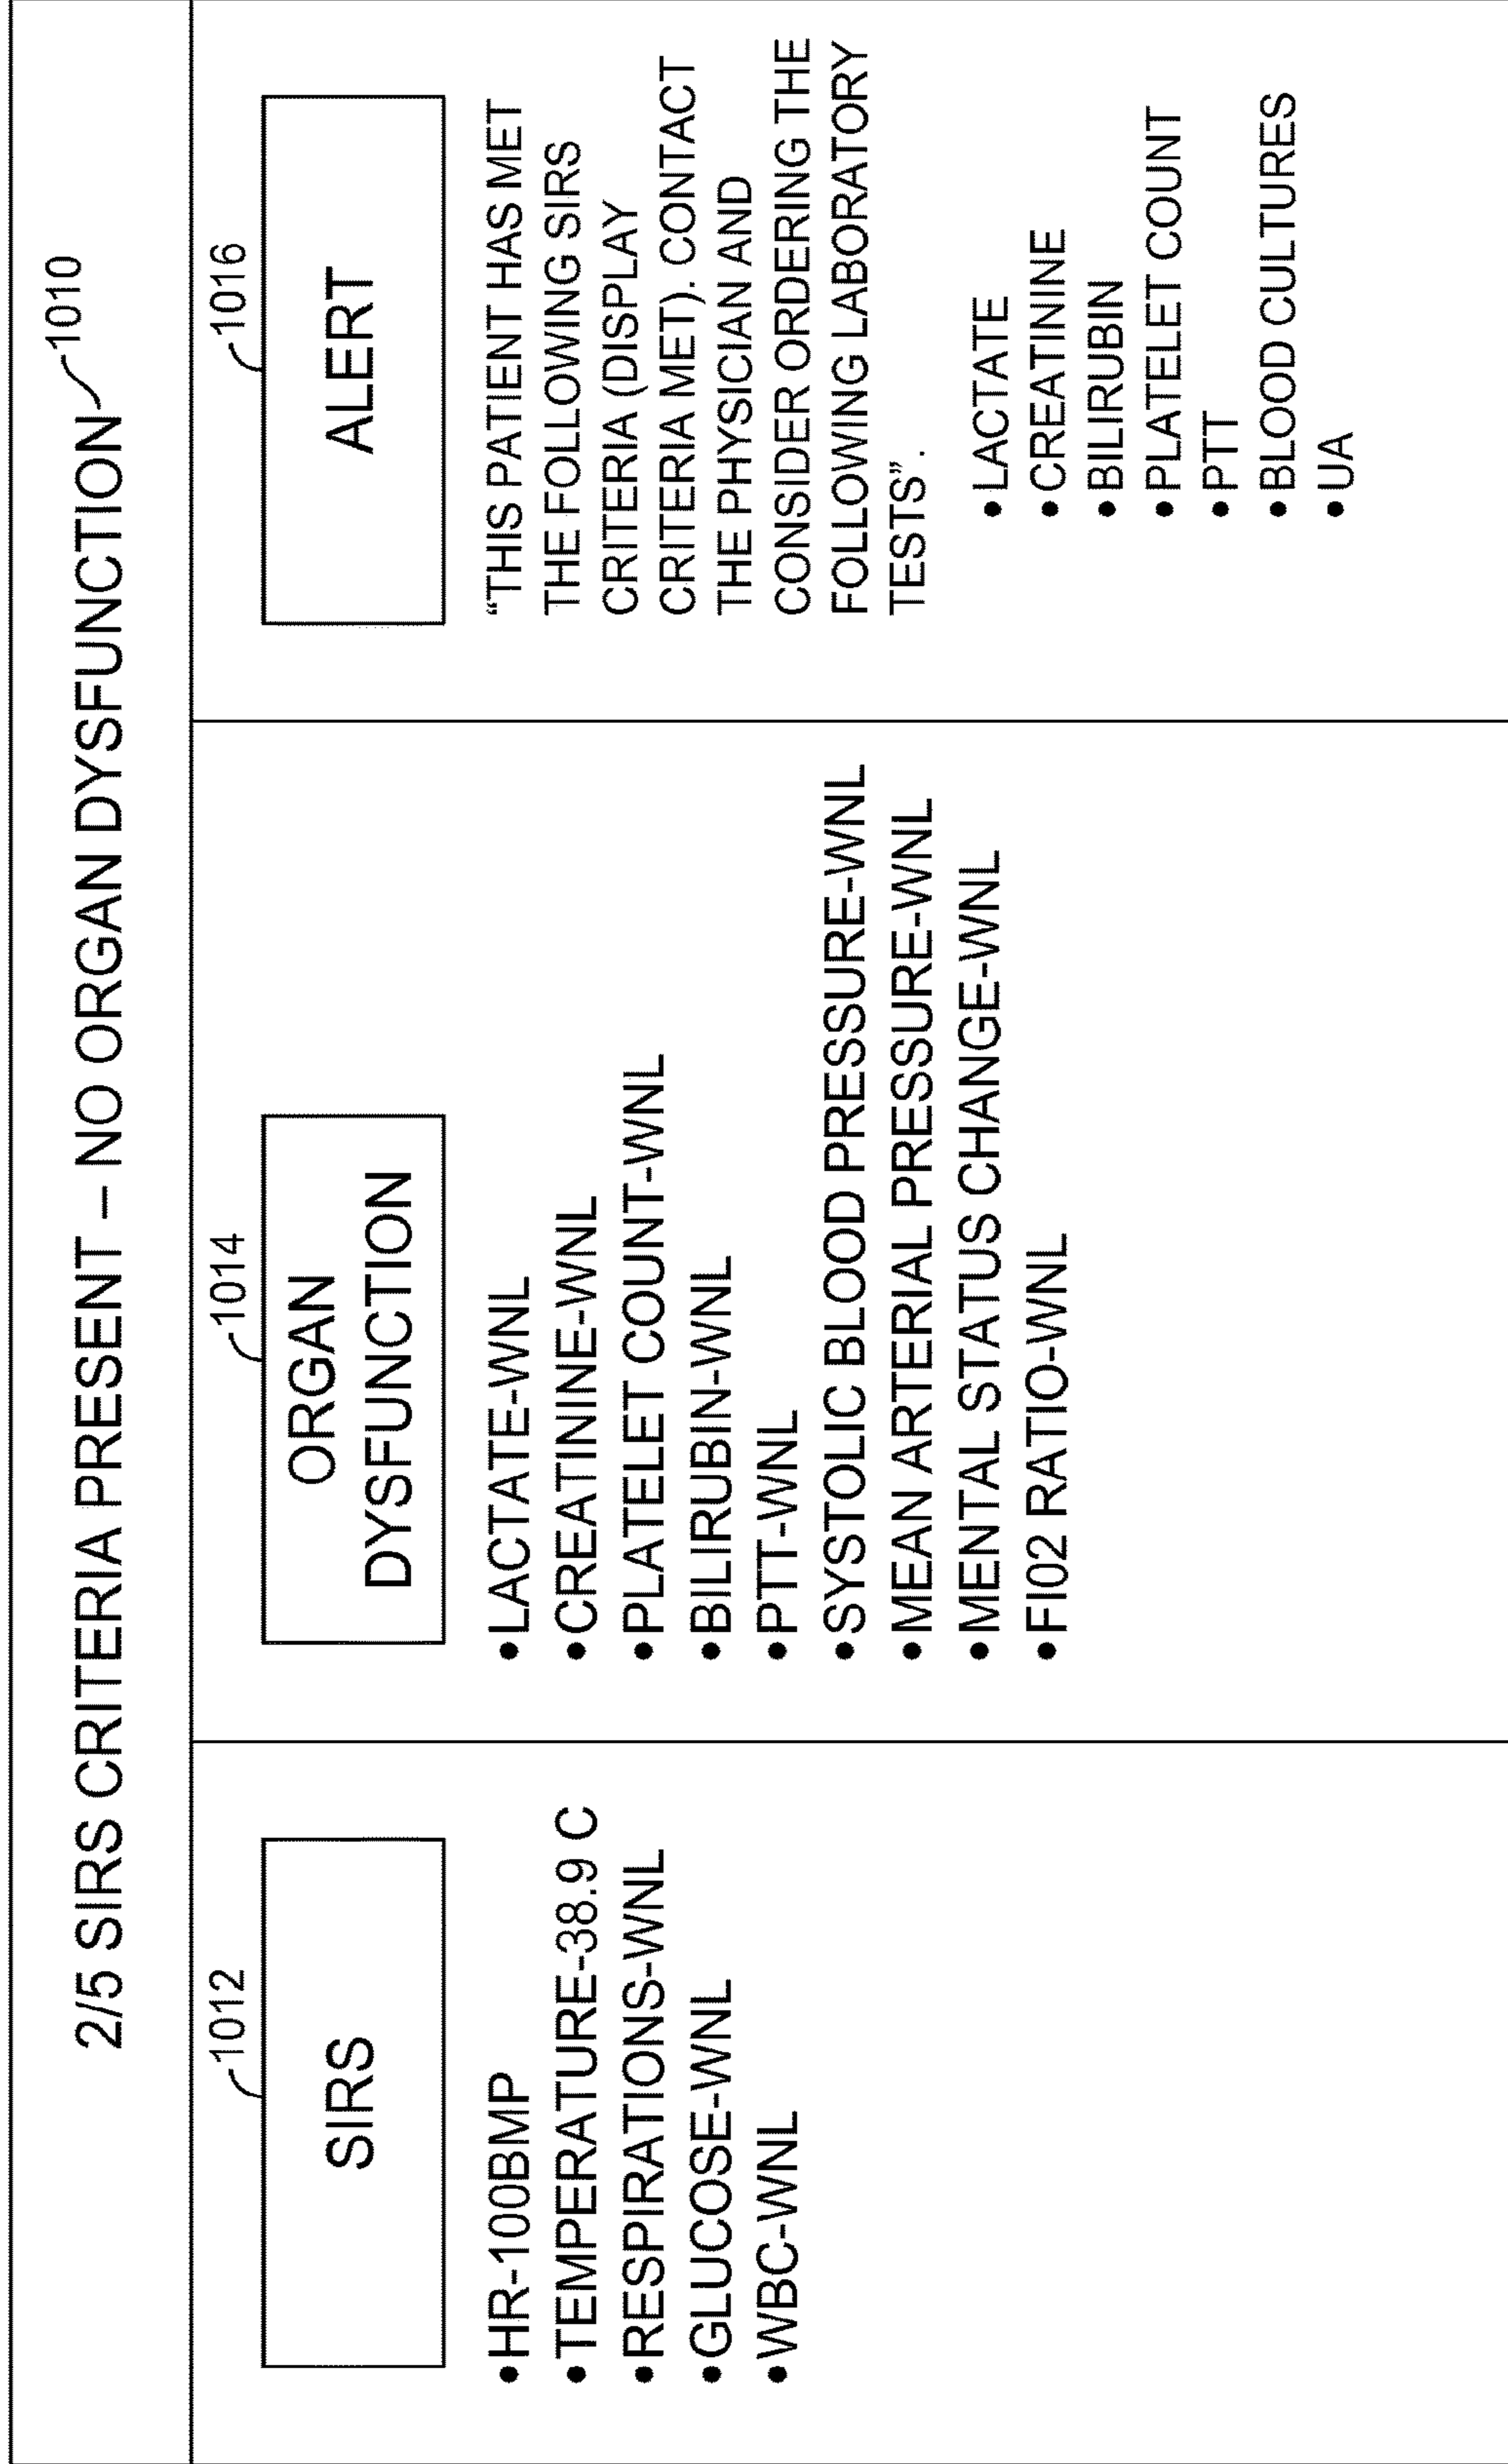 2/5 SIRS CRITERIA PRESENT – NO ORGAN DYSFUNCTION
1010
1012
SIRS
•HR-100BMP
•TEMPERATURE-38.9 C
•RESPIRATIONS-WNL
•GLUCOSE-WNL
•WBC-WNL
1014
ORGAN
DYSFUNCTION
•LACTATE-WNL
•CREATININE-WNL
•PLATELET COUNT-WNL
•BILIRUBIN-WNL
•PTT-WNL
•SYSTOLIC BLOOD PRESSURE-WNL
•MEAN ARTERIAL PRESSURE-WNL
•MENTAL STATUS CHANGE-WNL
•FI02 RATIO-WNL
1016
ALERT
“THIS PATIENT HAS MET
THE FOLLOWING SIRS
CRITERIA (DISPLAY
CRITERIA MET). CONTACT
THE PHYSICIAN AND
CONSIDER ORDERING THE
FOLLOWING LABORATORY
TESTS”.
•LACTATE
•CREATININE
•BILIRUBIN
•PLATELET COUNT
•PTT
•BLOOD CULTURES
•UA